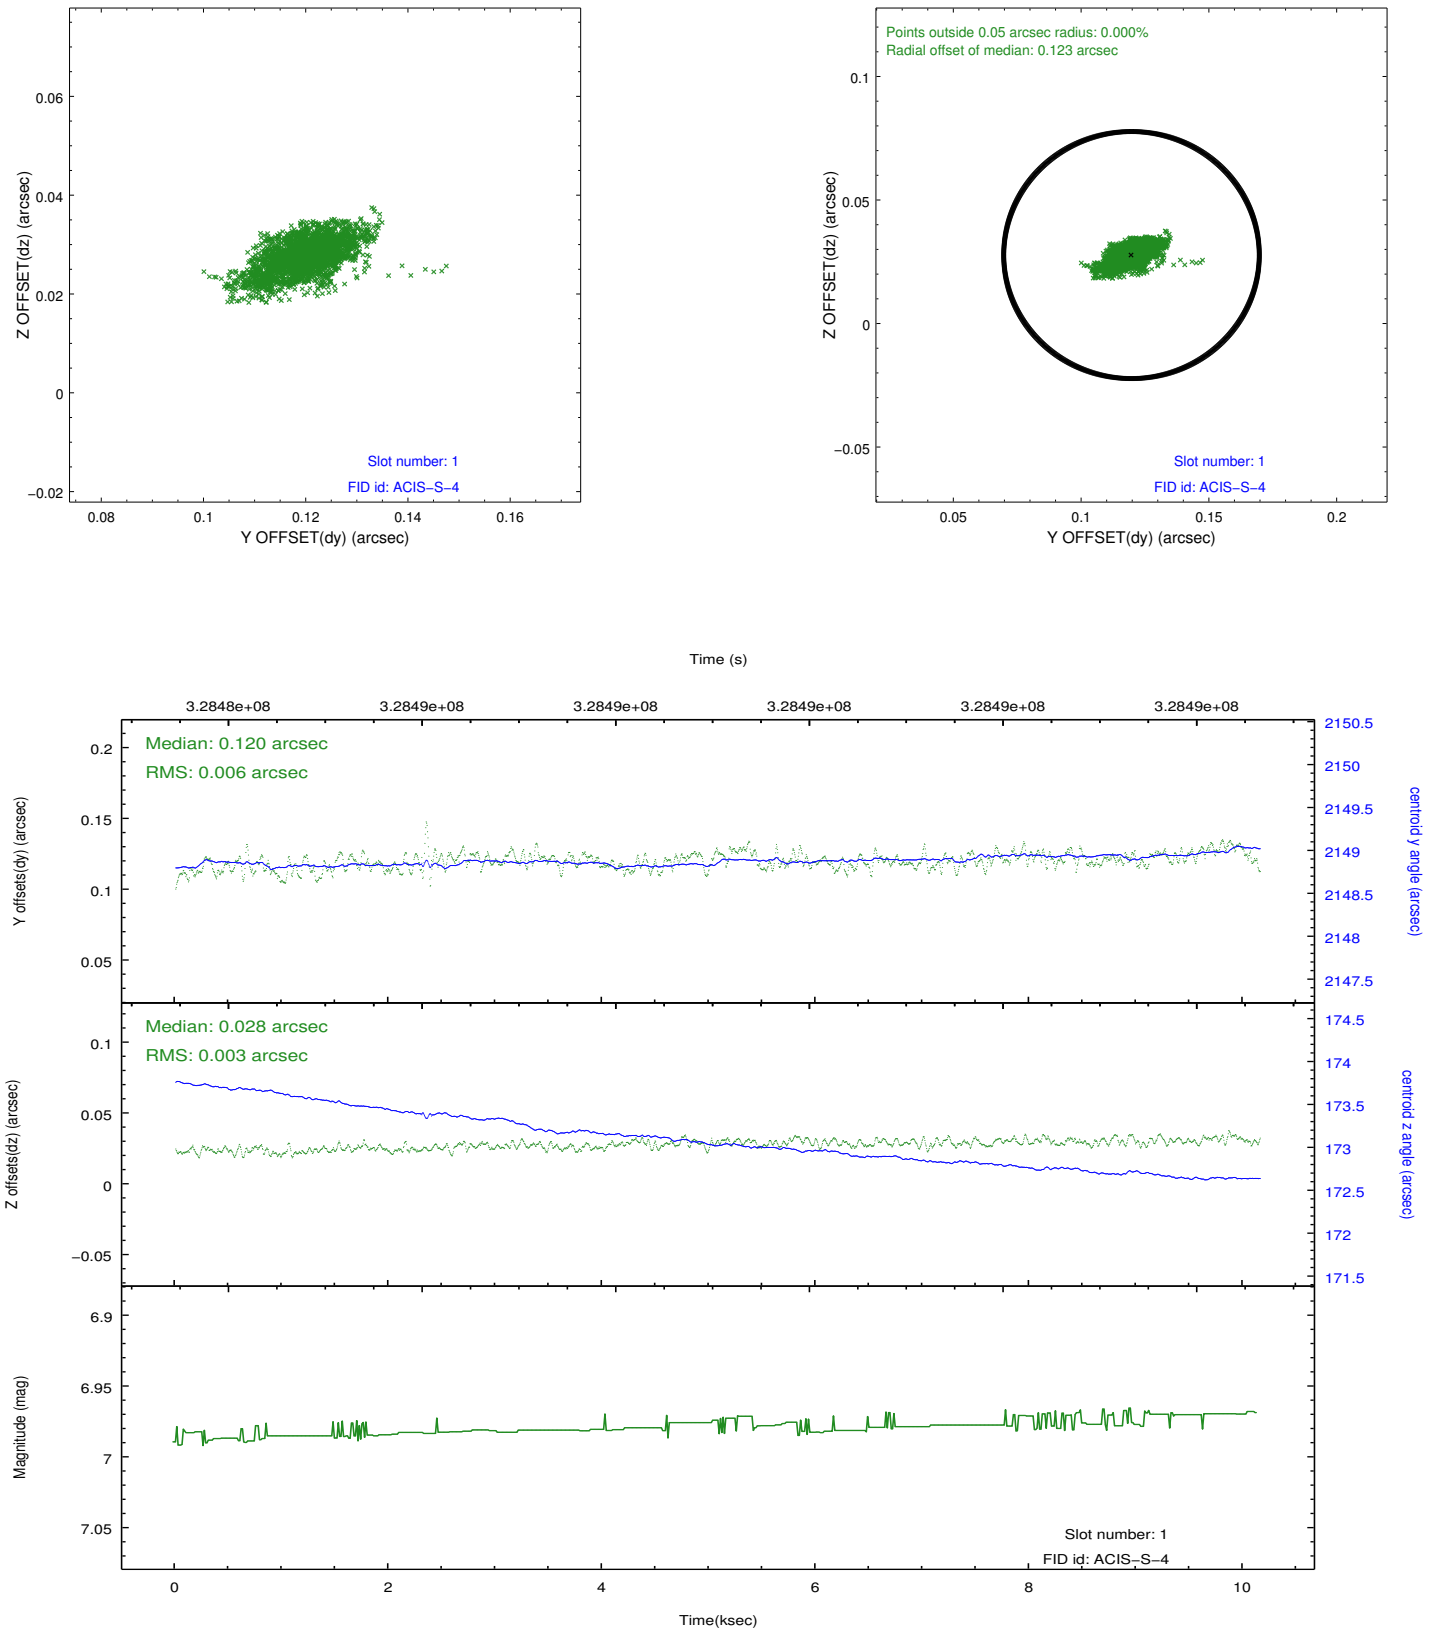 0.06
0.04
0.02
0
−0.02
Z OFFSET(dz) (arcsec)
Slot number: 1
FID id: ACIS−S−4
0.08 0.1 0.12 0.14 0.16
Y OFFSET(dy) (arcsec)
Points outside 0.05 arcsec radius: 0.000%
Radial offset of median: 0.123 arcsec
0.1
0.05
0
−0.05
Z OFFSET(dz) (arcsec)
Slot number: 1
FID id: ACIS−S−4
0.05 0.1 0.15 0.2
Y OFFSET(dy) (arcsec)
Time (s)
3.2848e+08 3.2849e+08 3.2849e+08 3.2849e+08 3.2849e+08 3.2849e+08
Median: 0.120 arcsec
RMS: 0.006 arcsec
0.2
0.15
0.1
0.05
Y offsets(dy) (arcsec)
2150.5
2150
2149.5
2149
2148.5
2148
2147.5
centroid y angle (arcsec)
Median: 0.028 arcsec
RMS: 0.003 arcsec
0.1
0.05
0
−0.05
Z offsets(dz) (arcsec)
174.5
174
173.5
173
172.5
172
171.5
centroid z angle (arcsec)
6.9
6.95
7
7.05
Magnitude (mag)
Slot number: 1
FID id: ACIS−S−4
0 2 4 6 8 10
Time(ksec)